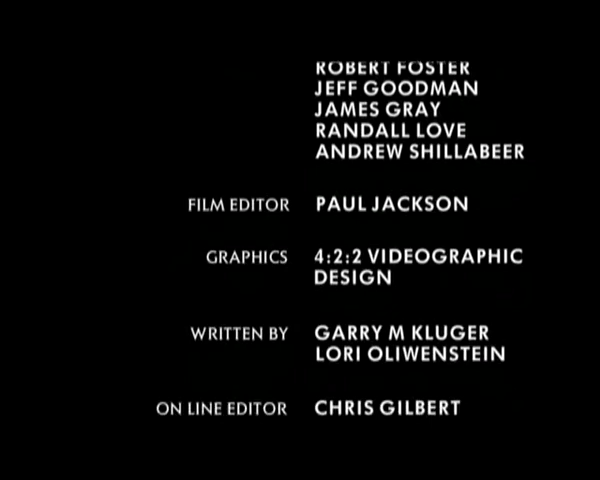 ROBERT FOSTER
JEFF GOODMAN
JAMES GRAY
RANDALL LOVE
ANDREW SHILLABEER
FILM EDITOR PAUL JACKSON
GRAPHICS 4:2:2 VIDEOGRAPHIC
DESIGN
WRITTEN BY GARRY M KLUGER
LORI OLIWENSTEIN
ON LINE EDITOR CHRIS GILBERT